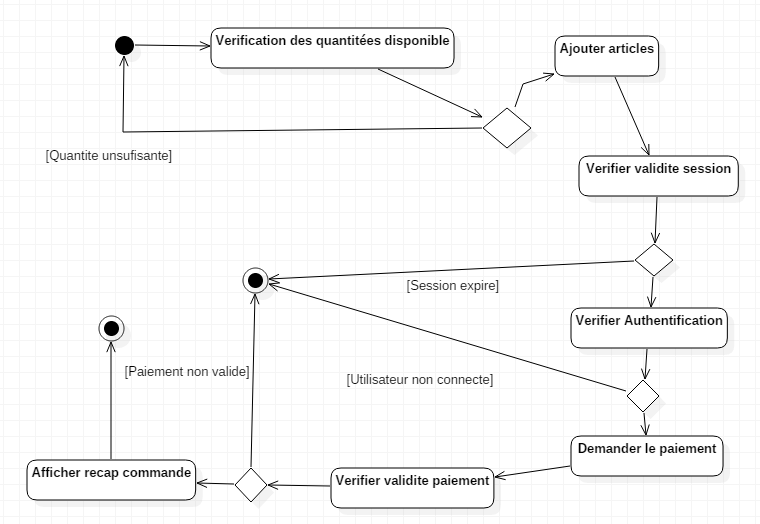 Verification des quantitées disponible
Ajouter articles
[Quantite unsufisante]
Verifier validite session
[Session expire]
Verifier Authentification
[Paiement non valide]
[Utilisateur non connecte]
Demander le paiement
Afficher recap commande
Verifier validite paiement